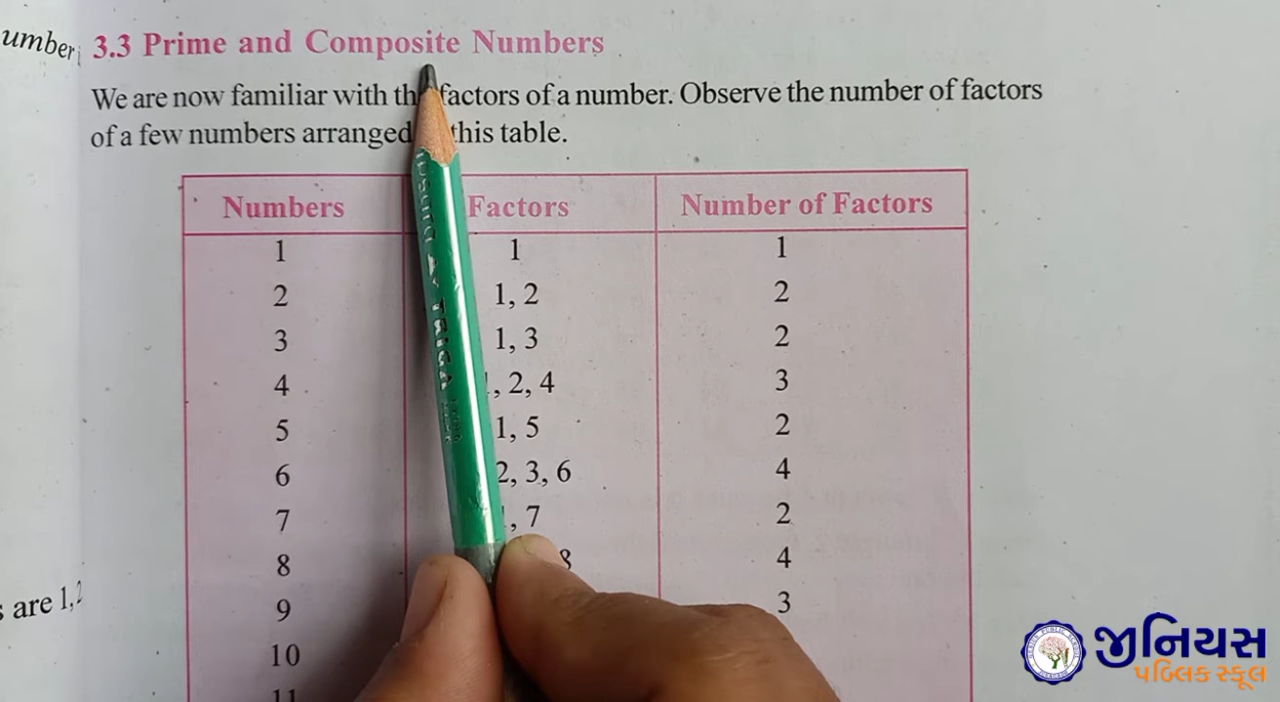 umber
3.3 Prime and Composite Numbers
We are now familiar with the factors of a number. Observe the number of factors
of a few numbers arranged this table.
Numbers Factors Number of Factors
1 1 1
2 1, 2 2
3 1, 3 2
4 , 2, 4 3
5 1, 5 2
6 2, 3, 6 4
7 , 7 2
8 8 4
9 3
10
11
are 1,2
TRIGA
જીનિયસ
પબ્લિક સ્કૂલ